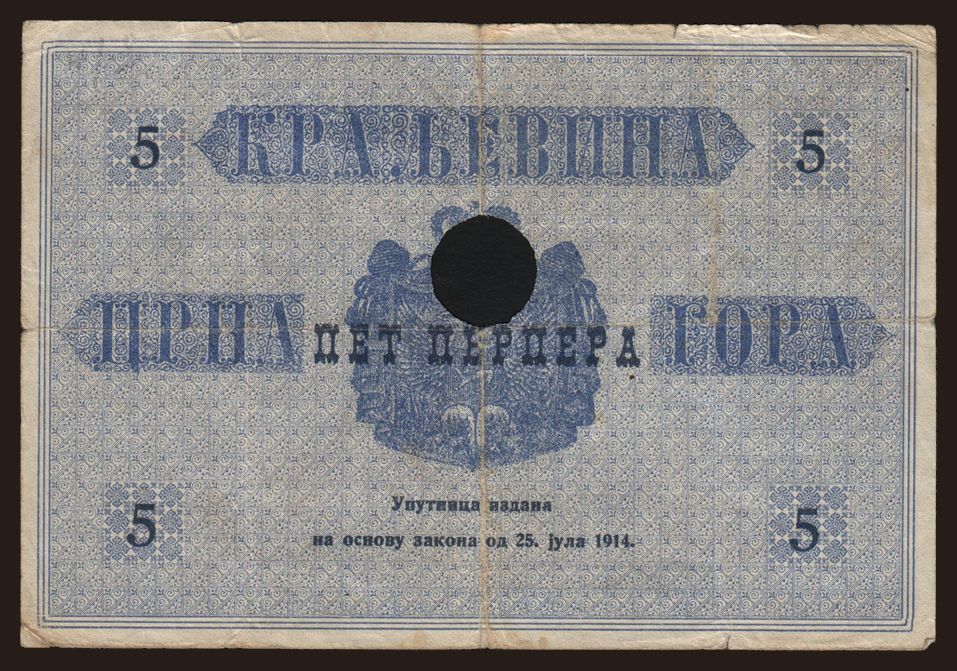 5 КРАЉЕВИНА 5
ЦРНА ПЕТ ПЕРПЕРА ГОРА
Упутница издана
5 на основу закона од 25. јула 1914. 5